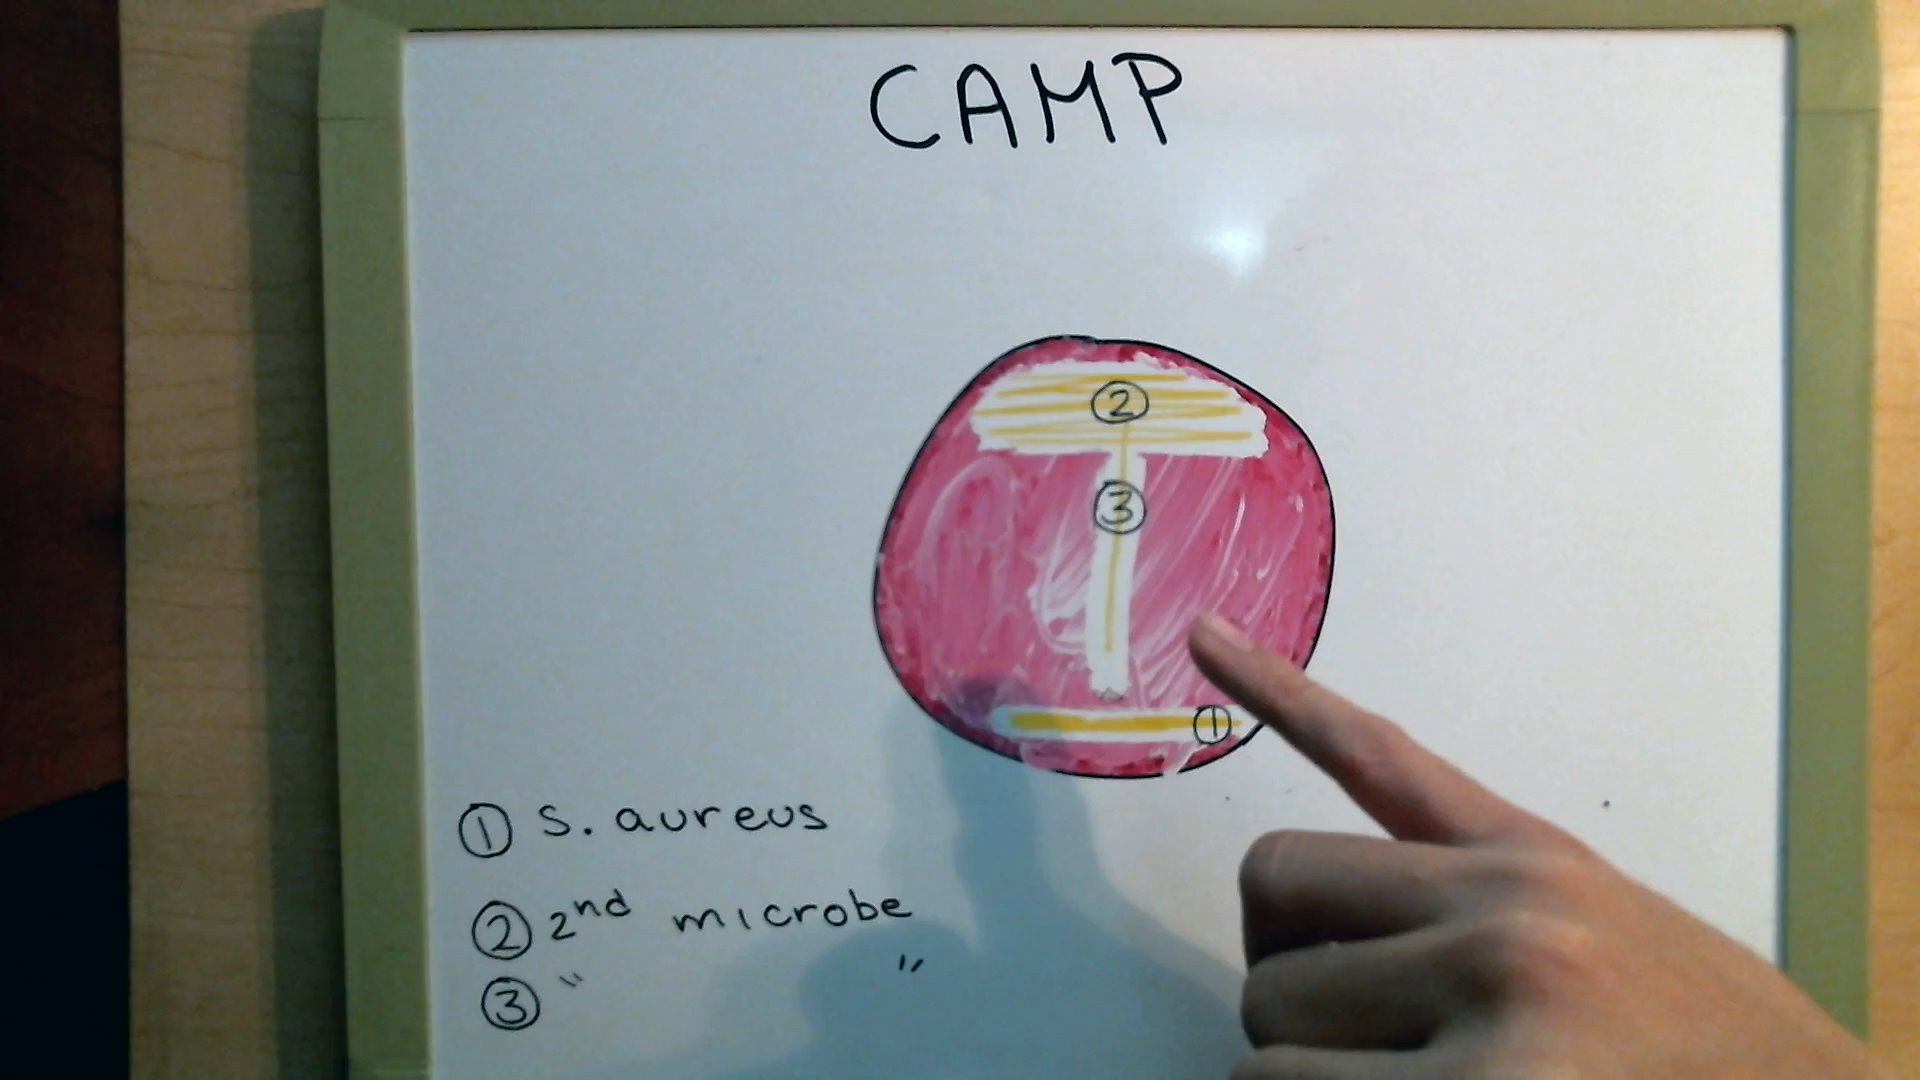 CAMP
②
③
①
① S. aureus
② 2nd microbe
③ " "